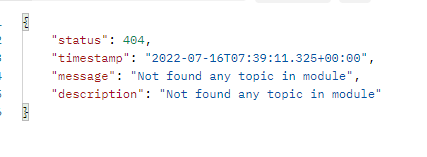 {
"status": 404,
"timestamp": "2022-07-16T07:39:11.325+00:00",
"message": "Not found any topic in module",
"description": "Not found any topic in module"
}